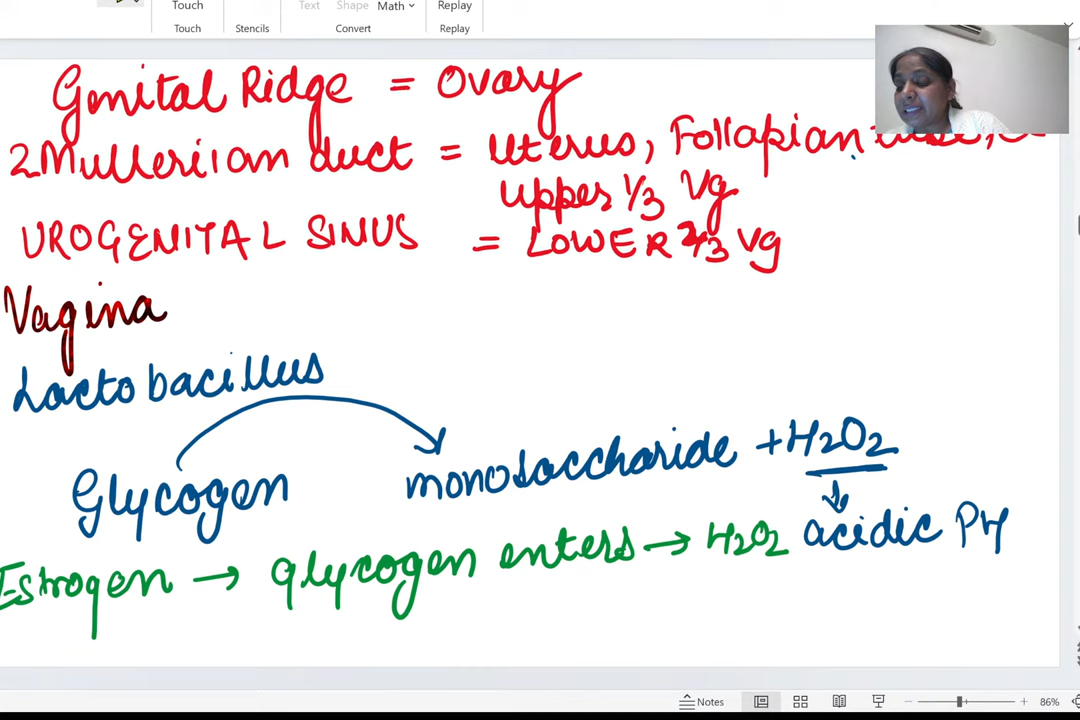 Touch Text Shape Math Replay
Touch Stencils Convert Replay
Genital Ridge = Ovary
2 Mullerian duct = Uterus, Follapian
Upper 1/3 Vg
UROGENITAL SINUS = LOWER 2/3 Vg
Vagina
Lactobacillus
Glycogen monosaccharide + H2O2
Estrogen → glycogen enters → H2O2 acidic PH
Notes 86%